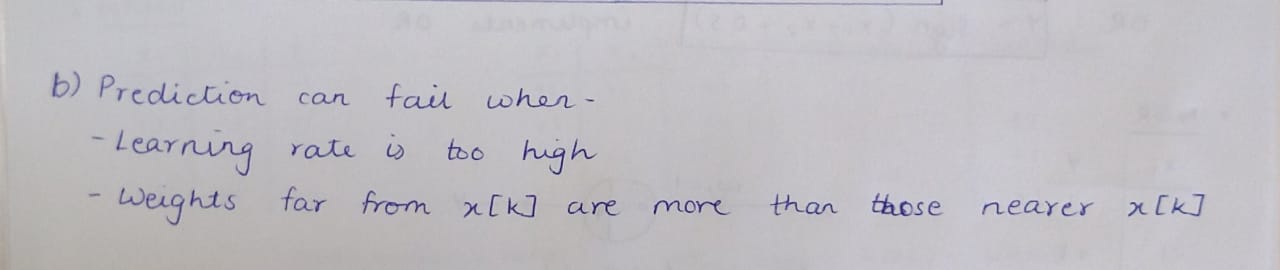 b) Prediction can fail when -
- Learning rate is too high
- Weights far from x[k] are more than those nearer x[k]